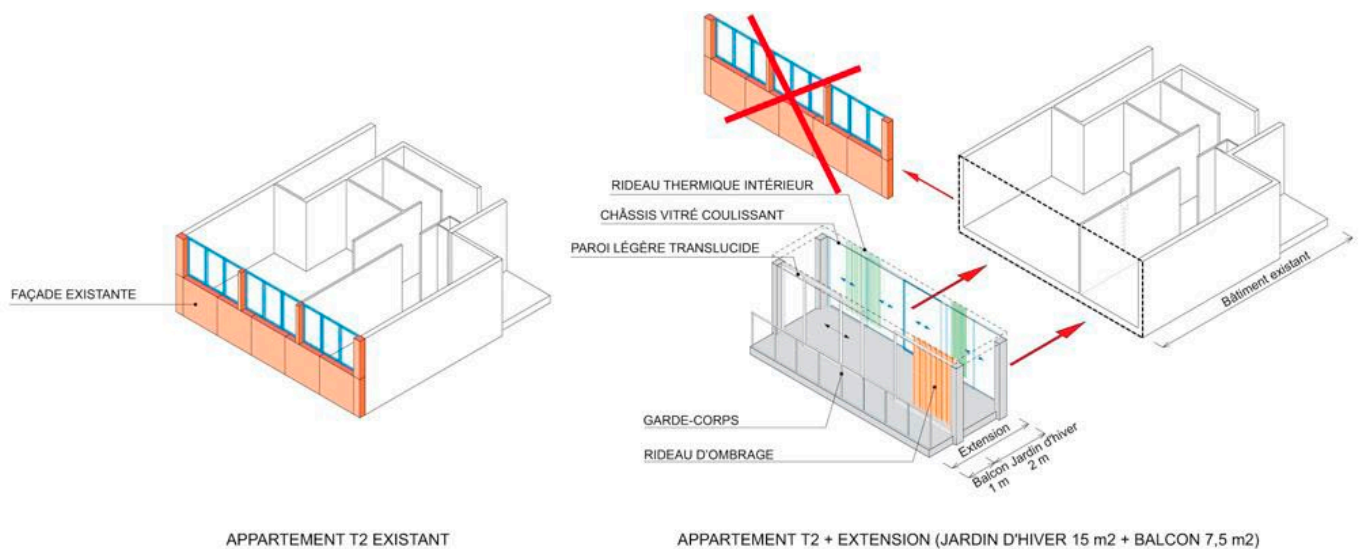 FAÇADE EXISTANTE
RIDEAU THERMIQUE INTÉRIEUR
CHÂSSIS VITRÉ COULISSANT
PAROI LÉGÈRE TRANSLUCIDE
Bâtiment existant
GARDE-CORPS
RIDEAU D'OMBRAGE
Extension
Balcon
1 m
Jardin d'hiver
2 m
APPARTEMENT T2 EXISTANT
APPARTEMENT T2 + EXTENSION (JARDIN D'HIVER 15 m2 + BALCON 7,5 m2)